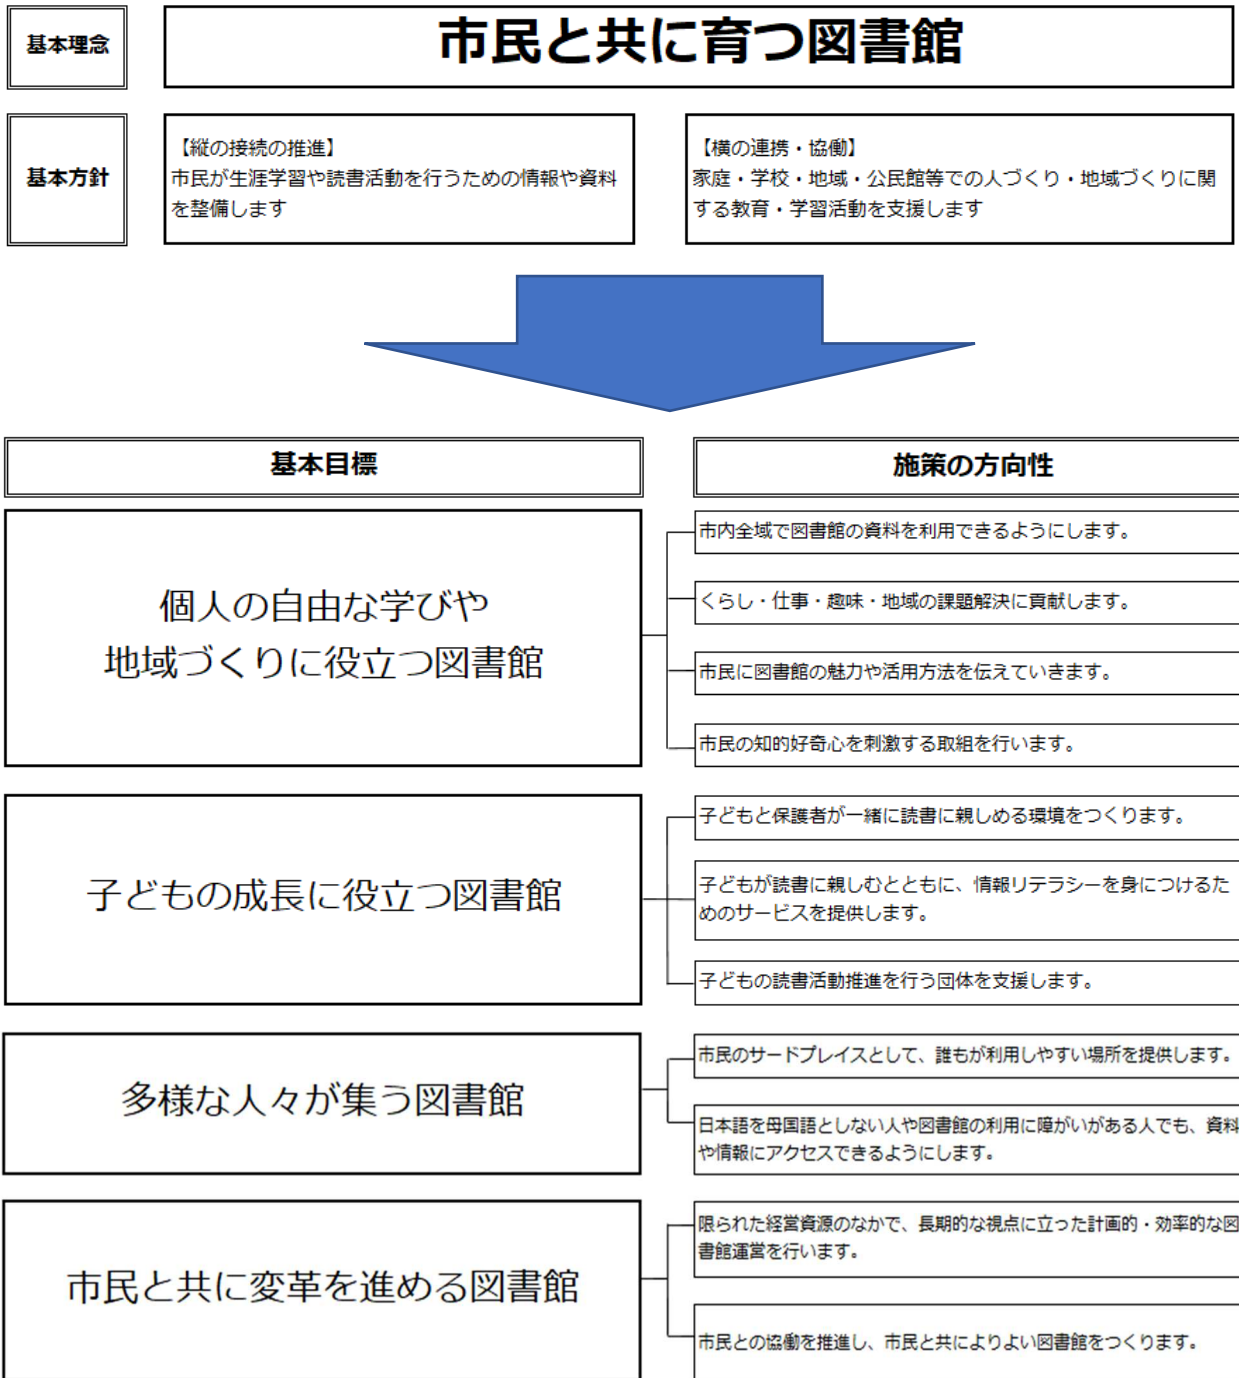 基本理念
市民と共に育つ図書館
基本方針
【縦の接続の推進】
市民が生涯学習や読書活動を行うための情報や資料
を整備します
【横の連携・協働】
家庭・学校・地域・公民館等での人づくり・地域づくりに関
する教育・学習活動を支援します
基本目標
施策の方向性
個人の自由な学びや
地域づくりに役立つ図書館
市内全域で図書館の資料を利用できるようにします。
くらし・仕事・趣味・地域の課題解決に貢献します。
市民に図書館の魅力や活用方法を伝えていきます。
市民の知的好奇心を刺激する取組を行います。
子どもの成長に役立つ図書館
子どもと保護者が一緒に読書に親しめる環境をつくります。
子どもが読書に親しむとともに、情報リテラシーを身につけるた
めのサービスを提供します。
子どもの読書活動推進を行う団体を支援します。
多様な人々が集う図書館
市民のサードプレイスとして、誰もが利用しやすい場所を提供します。
日本語を母国語としない人や図書館の利用に障がいがある人でも、資料
や情報にアクセスできるようにします。
市民と共に変革を進める図書館
限られた経営資源のなかで、長期的な視点に立った計画的・効率的な図
書館運営を行います。
市民との協働を推進し、市民と共によりよい図書館をつくります。